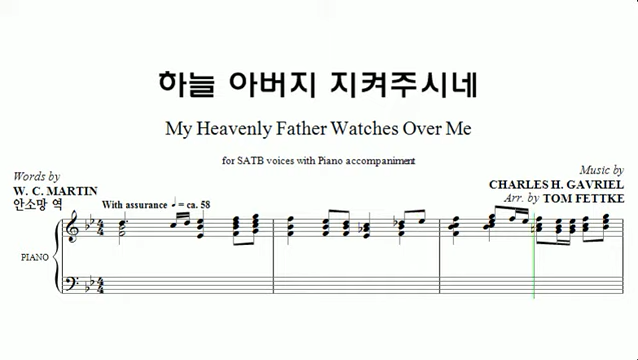 하늘 아버지 지켜주시네
My Heavenly Father Watches Over Me
for SATB voices with Piano accompaniment
Words by
W. C. MARTIN
안소망 역
Music by
CHARLES H. GAVRIEL
Arr. by TOM FETTKE
With assurance ♩= ca. 58
PIANO